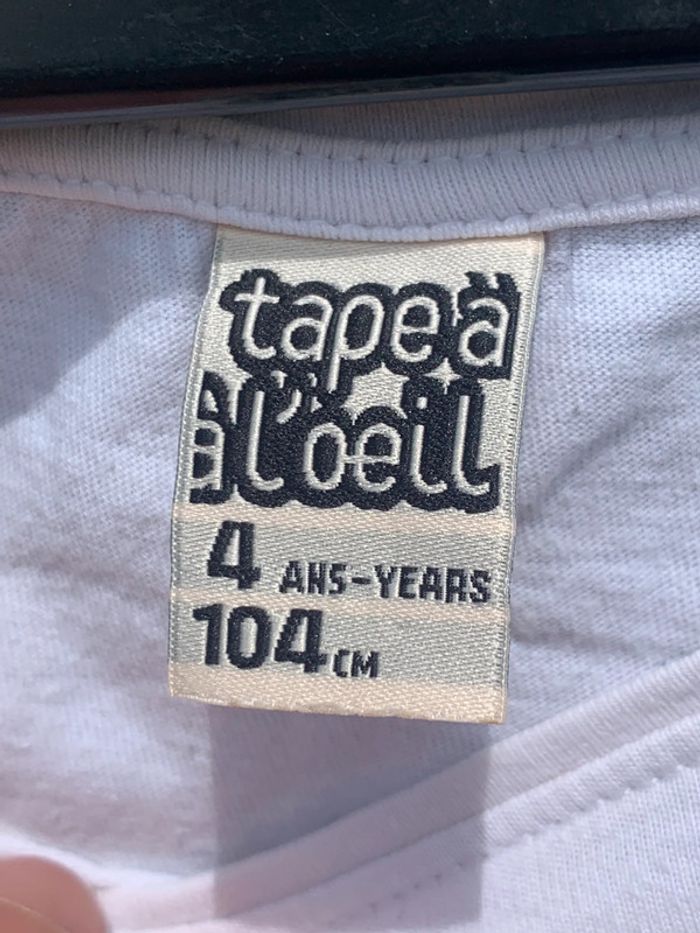 tape à
à l'oeil
4 ANS-YEARS
104 CM